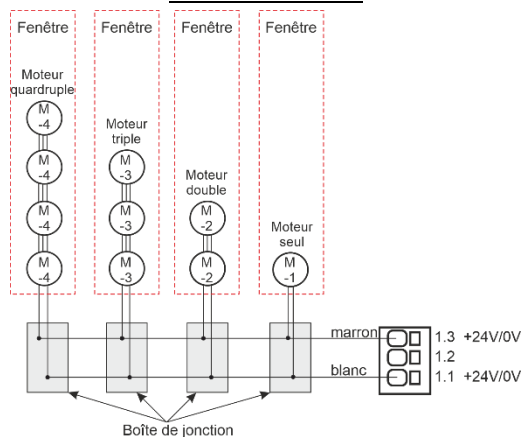 Fenêtre Fenêtre Fenêtre Fenêtre
Moteur
quadruple
M
-4
Moteur
triple
M
-4
M
-3
Moteur
double
M
-4
M
-3
M
-2
Moteur
seul
M
-4
M
-3
M
-2
M
-1
marron 1.3 +24V/0V
1.2
blanc 1.1 +24V/0V
Boîte de jonction